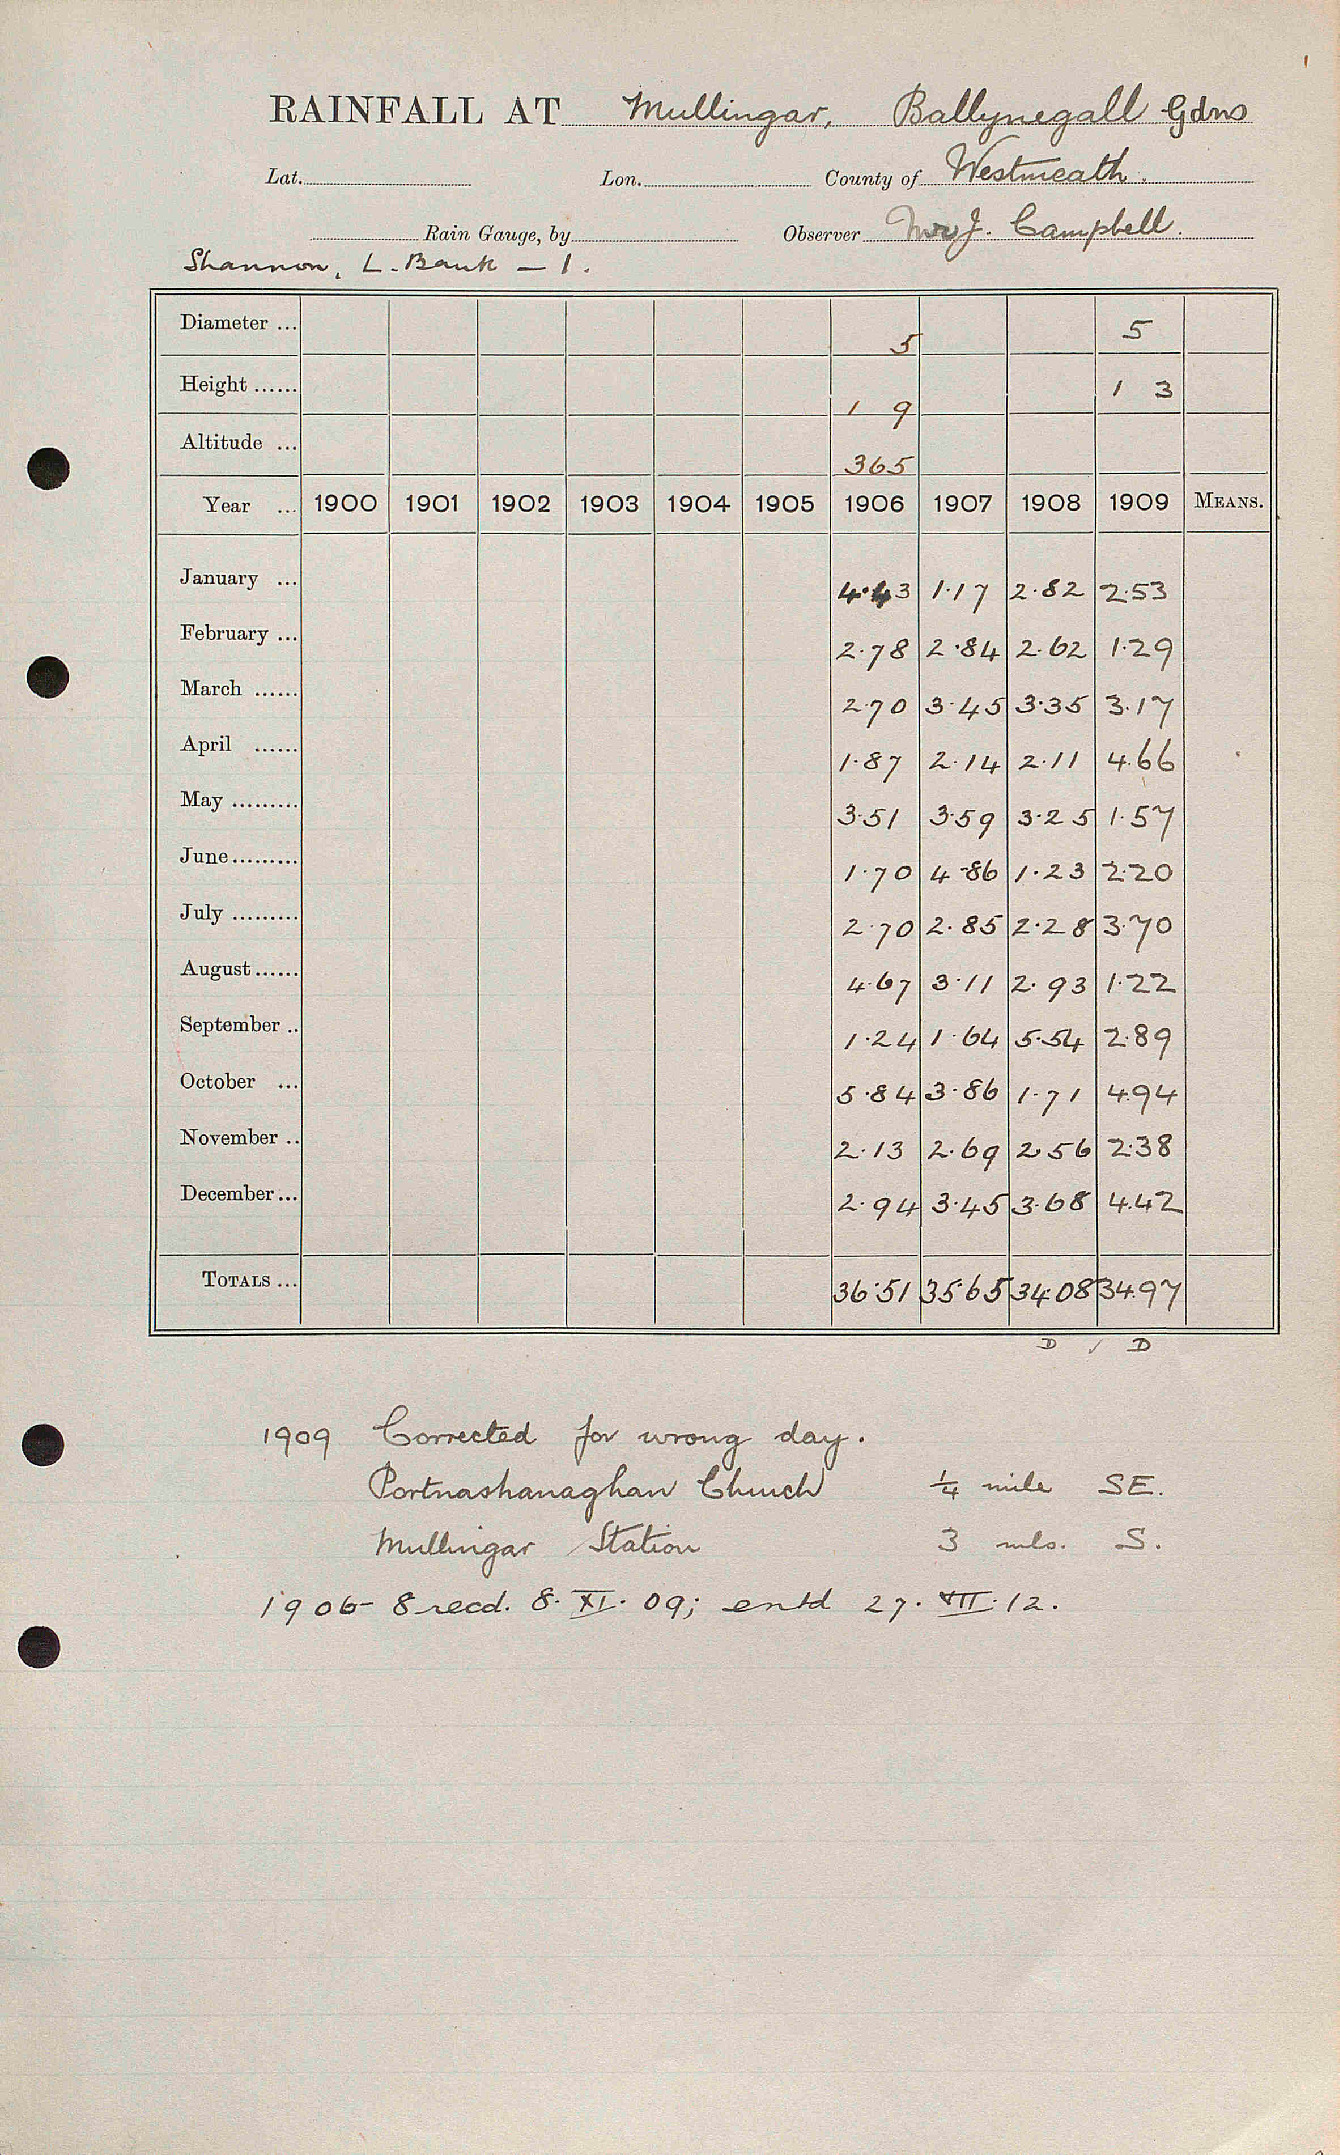 RAINFALL AT Mullingar, Ballynegall Gdns
Lat. Lon. County of Westmeath.
Rain Gauge, by Observer Mr J. Campbell.
Shannon, L. Bank — 1.
Diameter ... 5 5
Height ...... 1 9 1 3
Altitude ... 365
Year ... 1900 1901 1902 1903 1904 1905 1906 1907 1908 1909 MEANS.
January ... 4.43 1.17 2.82 2.53
February ... 2.78 2.84 2.62 1.29
March ...... 2.70 3.45 3.35 3.17
April ...... 1.87 2.14 2.11 4.66
May ......... 3.51 3.59 3.25 1.57
June ......... 1.70 4.86 1.23 2.20
July ......... 2.70 2.85 2.28 3.70
August ...... 4.67 3.11 2.93 1.22
September .. 1.24 1.64 5.54 2.89
October ... 5.84 3.86 1.71 4.94
November .. 2.13 2.69 2.56 2.38
December ... 2.94 3.45 3.68 4.42
TOTALS ... 36.51 35.65 34.08 34.97
D / D
1909 Corrected for wrong day.
Portnashanaghan Church 1/4 mile SE.
Mullingar Station 3 mls. S.
1906-8 recd. 8.XI.09; entd 27.VIII.12.